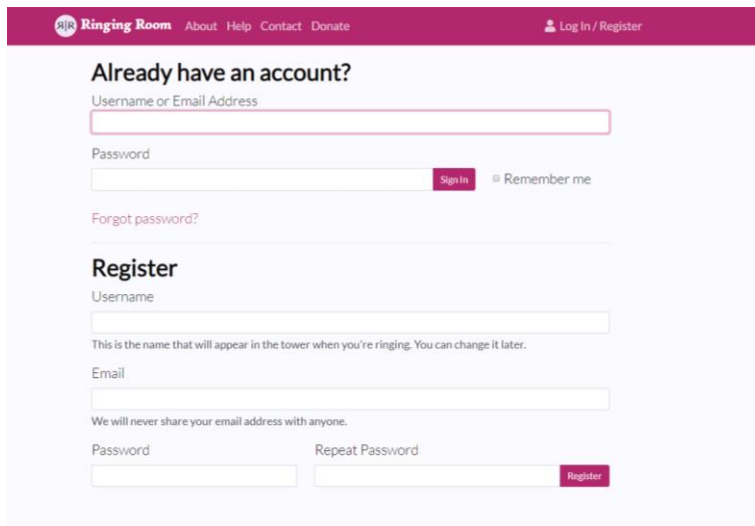 ЯR Ringing Room About Help Contact Donate Log In / Register
Already have an account?
Username or Email Address
Password
Sign In Remember me
Forgot password?
Register
Username
This is the name that will appear in the tower when you're ringing. You can change it later.
Email
We will never share your email address with anyone.
Password Repeat Password
Register